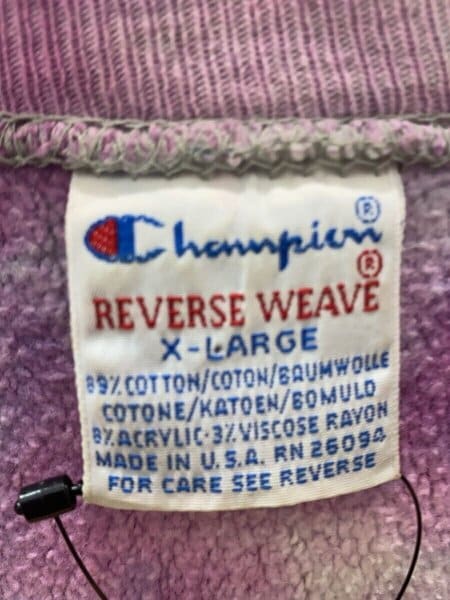 Champion ®
REVERSE WEAVE ®
X-LARGE
89% COTTON/COTON/BAUMWOLLE
COTONE/KATOEN/BOMULD
8% ACRYLIC·3% VISCOSE RAYON
MADE IN U.S.A. RN 26094
FOR CARE SEE REVERSE